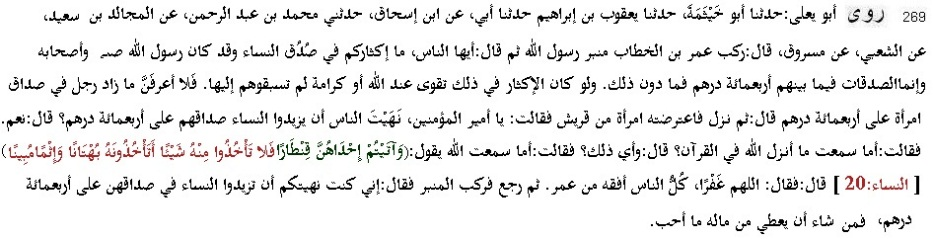 269 روى أبو يعلى:حدثنا أبو خَيْثمَةَ، حدثنا يعقوب بن إبراهيم حدثنا أبي، عن ابن إسحاق، حدثني محمد بن عبد الرحمن، عن المجالد بن سعيد،
عن الشعبي، عن مسروق، قال:ركب عمر بن الخطاب منبر رسول الله ثم قال:أيها الناس، ما إكثاركم في صُدُق النساء وقد كان رسول الله صـ وأصحابه
وإنماالصدقات فيما بينهم أربعمائة درهم فما دون ذلك. ولو كان الإكثار في ذلك تقوى عند الله أو كرامة لم تسبقوهم إليها. فَلا أعرفَنَّ ما زاد رجل في صداق
امرأة على أربعمائة درهم قال:ثم نزل فاعترضته امرأة من قريش فقالت: يا أمير المؤمنين، نَهَيْتَ الناس أن يزيدوا النساء صداقهم على أربعمائة درهم؟ قال:نعم.
فقالت:أما سمعت ما أنزل الله في القرآن؟ قال:وأي ذلك؟ فقالت:أما سمعت الله يقول:(وَآتَيْتُمْ إِحْدَاهُنَّ قِنْطَارًا فَلا تَأْخُذُوا مِنْهُ شَيْئًا أَتَأْخُذُونَهُ بُهْتَانًا وَإِثْمًامُبِينًا)
[ النساء:20 ] قال:فقال: اللهم غَفْرًا، كُلُّ الناس أفقه من عمر. ثم رجع فركب المنبر فقال:إني كنت نهيتكم أن تزيدوا النساء في صداقهن على أربعمائة
درهم، فمن شاء أن يعطي من ماله ما أحب.